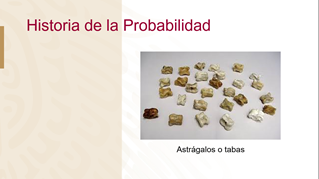 Historia de la Probabilidad
Astrágalos o tabas